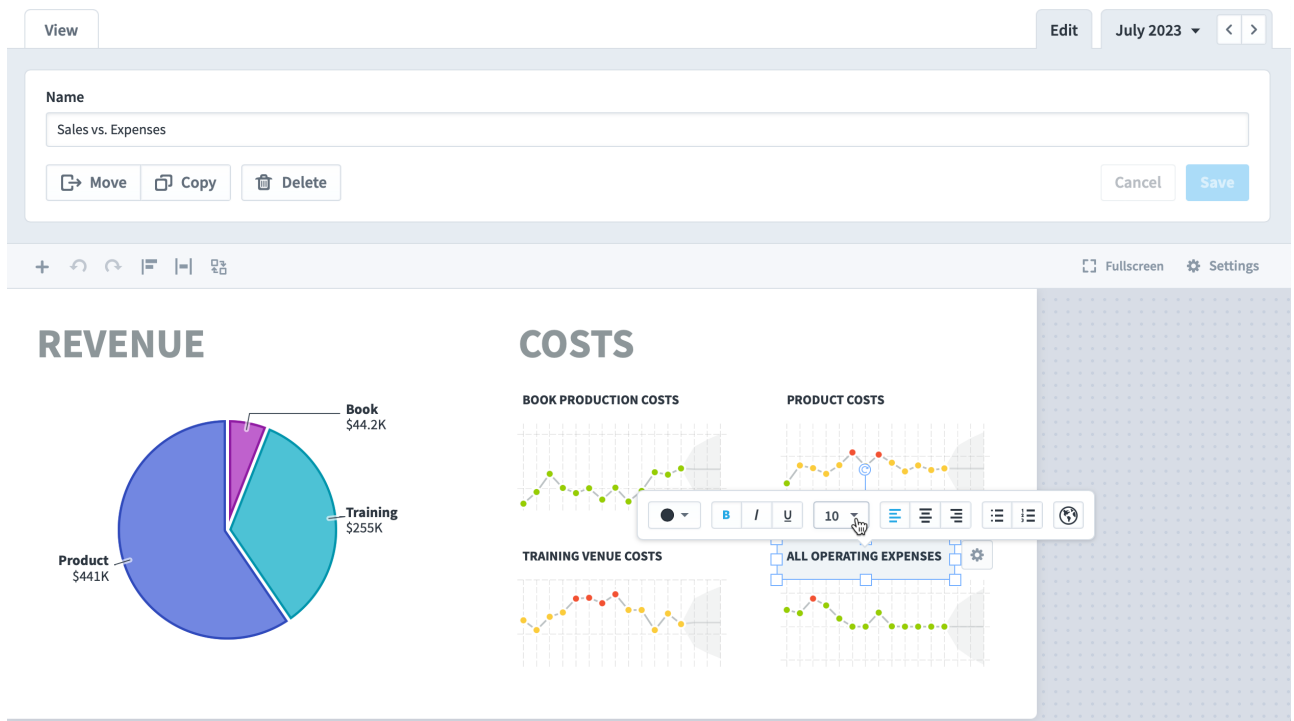 View
Edit
July 2023
Name
Sales vs. Expenses
Move
Copy
Delete
Cancel
Save
Fullscreen
Settings
REVENUE
COSTS
Book
$44.2K
Training
$255K
Product
$441K
BOOK PRODUCTION COSTS
PRODUCT COSTS
B I U 10
TRAINING VENUE COSTS
ALL OPERATING EXPENSES